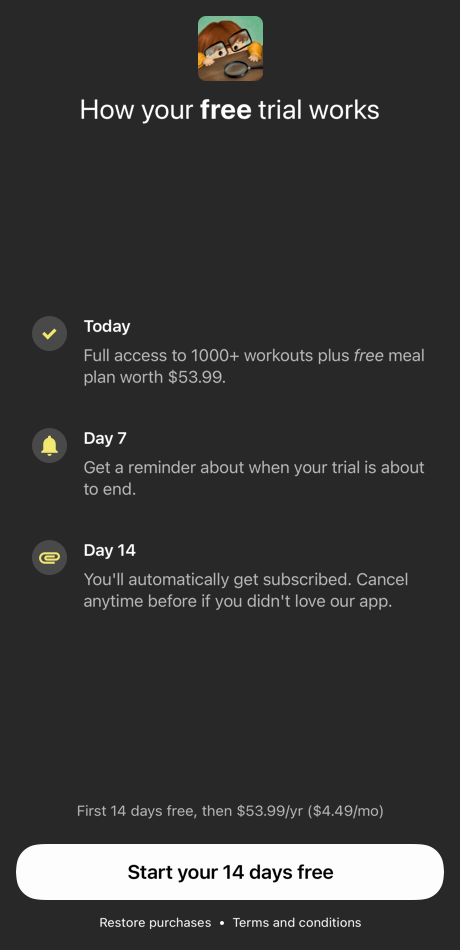 How your free trial works
Today
Full access to 1000+ workouts plus free meal
plan worth $53.99.
Day 7
Get a reminder about when your trial is about
to end.
Day 14
You'll automatically get subscribed. Cancel
anytime before if you didn't love our app.
First 14 days free, then $53.99/yr ($4.49/mo)
Start your 14 days free
Restore purchases • Terms and conditions